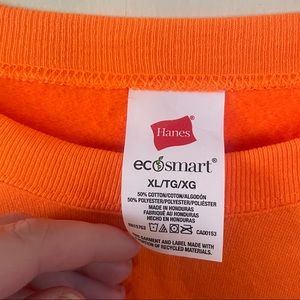 Hanes
ecosmart
XL/TG/XG
50% COTTON/COTON/ALGODÓN
50% POLYESTER/POLYESTER/POLIÉSTER
MADE IN HONDURAS
FABRIQUÉ AU HONDURAS
HECHO EN HONDURAS
RN15763 CA00153
GARMENT AND LABEL MADE WITH
OF RECYCLED MATERIALS.